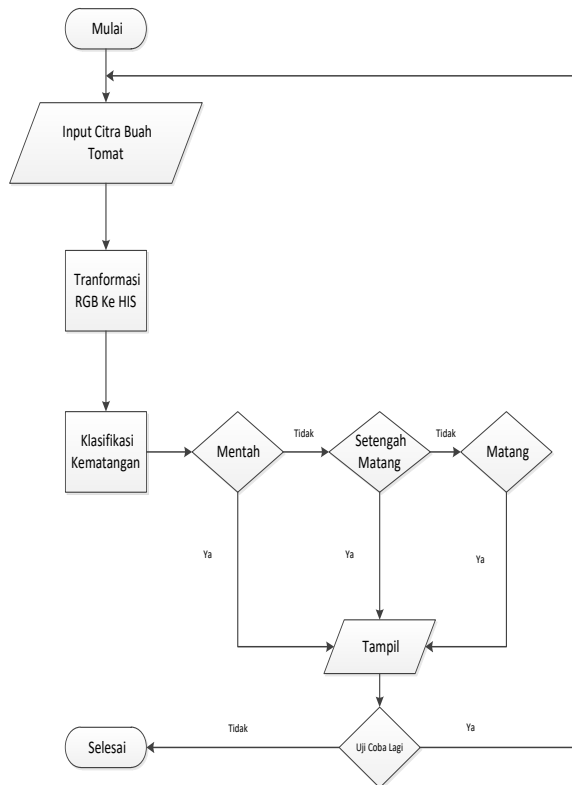 Mulai
Input Citra Buah
Tomat
Tranformasi
RGB Ke HIS
Klasifikasi
Kematangan
Mentah
Tidak
Setengah
Matang
Tidak
Matang
Ya
Ya
Ya
Tampil
Selesai
Tidak
Uji Coba Lagi
Ya